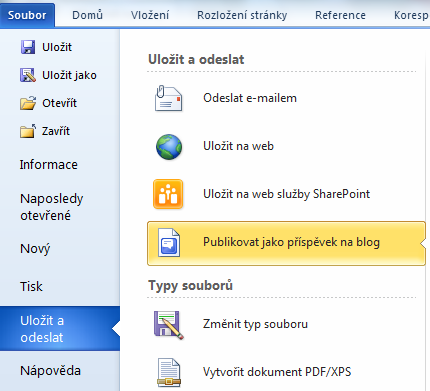 Soubor Domů Vložení Rozložení stránky Reference Koresp
Uložit
Uložit jako
Otevřít
Zavřít
Informace
Naposledy
otevřené
Nový
Tisk
Uložit a
odeslat
Nápověda
Uložit a odeslat
Odeslat e-mailem
Uložit na web
Uložit na web služby SharePoint
Publikovat jako příspěvek na blog
Typy souborů
Změnit typ souboru
Vytvořit dokument PDF/XPS